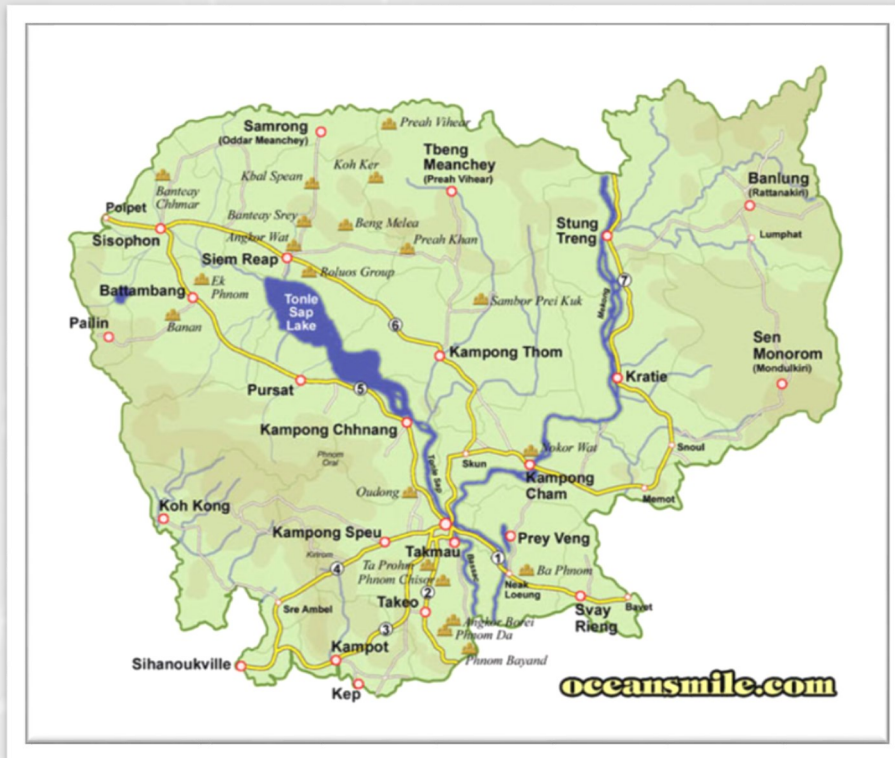 Samrong
(Oddar Meanchey)
Preah Vihear
Tbeng
Meanchey
(Preah Vihear)
Koh Ker
Kbal Spean
Banteay
Chhmar
Banlung
(Rattanakiri)
Poipet
Sisophon
Banteay Srey
Beng Melea
Angkor Wat
Preah Khan
Stung
Treng
Lumphat
Siem Reap
Roluos Group
Ek
Phnom
Battambang
7
Mekong
Tonle
Sap
Lake
Sambor Prei Kuk
Banan
Pailin
6
Kampong Thom
Sen
Monorom
(Mondulkiri)
Kratie
Pursat
5
Kampong Chhnang
Nokor Wat
Snoul
Phnom
Oral
Skun
Tonle Sap
Kampong
Cham
Memot
Oudong
Koh Kong
Kampong Speu
Prey Veng
Takmau
1
Kirirom
4
Ta Prohm
Phnom Chisor
Bassac
Ba Phnom
2
Neak
Loeung
Takeo
Sre Ambel
Svay
Rieng
Bavet
3
Angkor Borei
Phnom Da
Kampot
Phnom Bayand
Sihanoukville
Kep
oceansmile.com